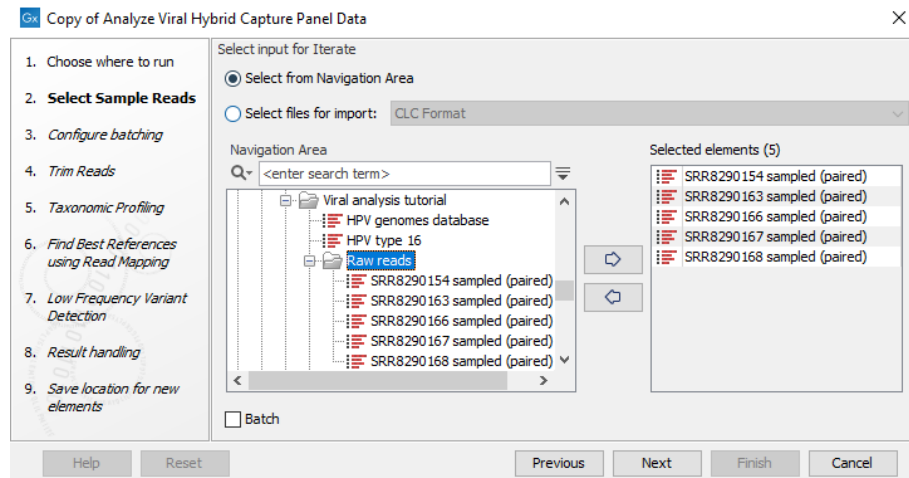 Gx Copy of Analyze Viral Hybrid Capture Panel Data
1. Choose where to run
2. Select Sample Reads
3. Configure batching
4. Trim Reads
5. Taxonomic Profiling
6. Find Best References
using Read Mapping
7. Low Frequency Variant
Detection
8. Result handling
9. Save location for new
elements
Select input for Iterate
Select from Navigation Area
Select files for import: CLC Format
Navigation Area
<enter search term>
Viral analysis tutorial
HPV genomes database
HPV type 16
Raw reads
SRR8290154 sampled (paired)
SRR8290163 sampled (paired)
SRR8290166 sampled (paired)
SRR8290167 sampled (paired)
SRR8290168 sampled (paired)
Selected elements (5)
SRR8290154 sampled (paired)
SRR8290163 sampled (paired)
SRR8290166 sampled (paired)
SRR8290167 sampled (paired)
SRR8290168 sampled (paired)
Batch
Help Reset Previous Next Finish Cancel